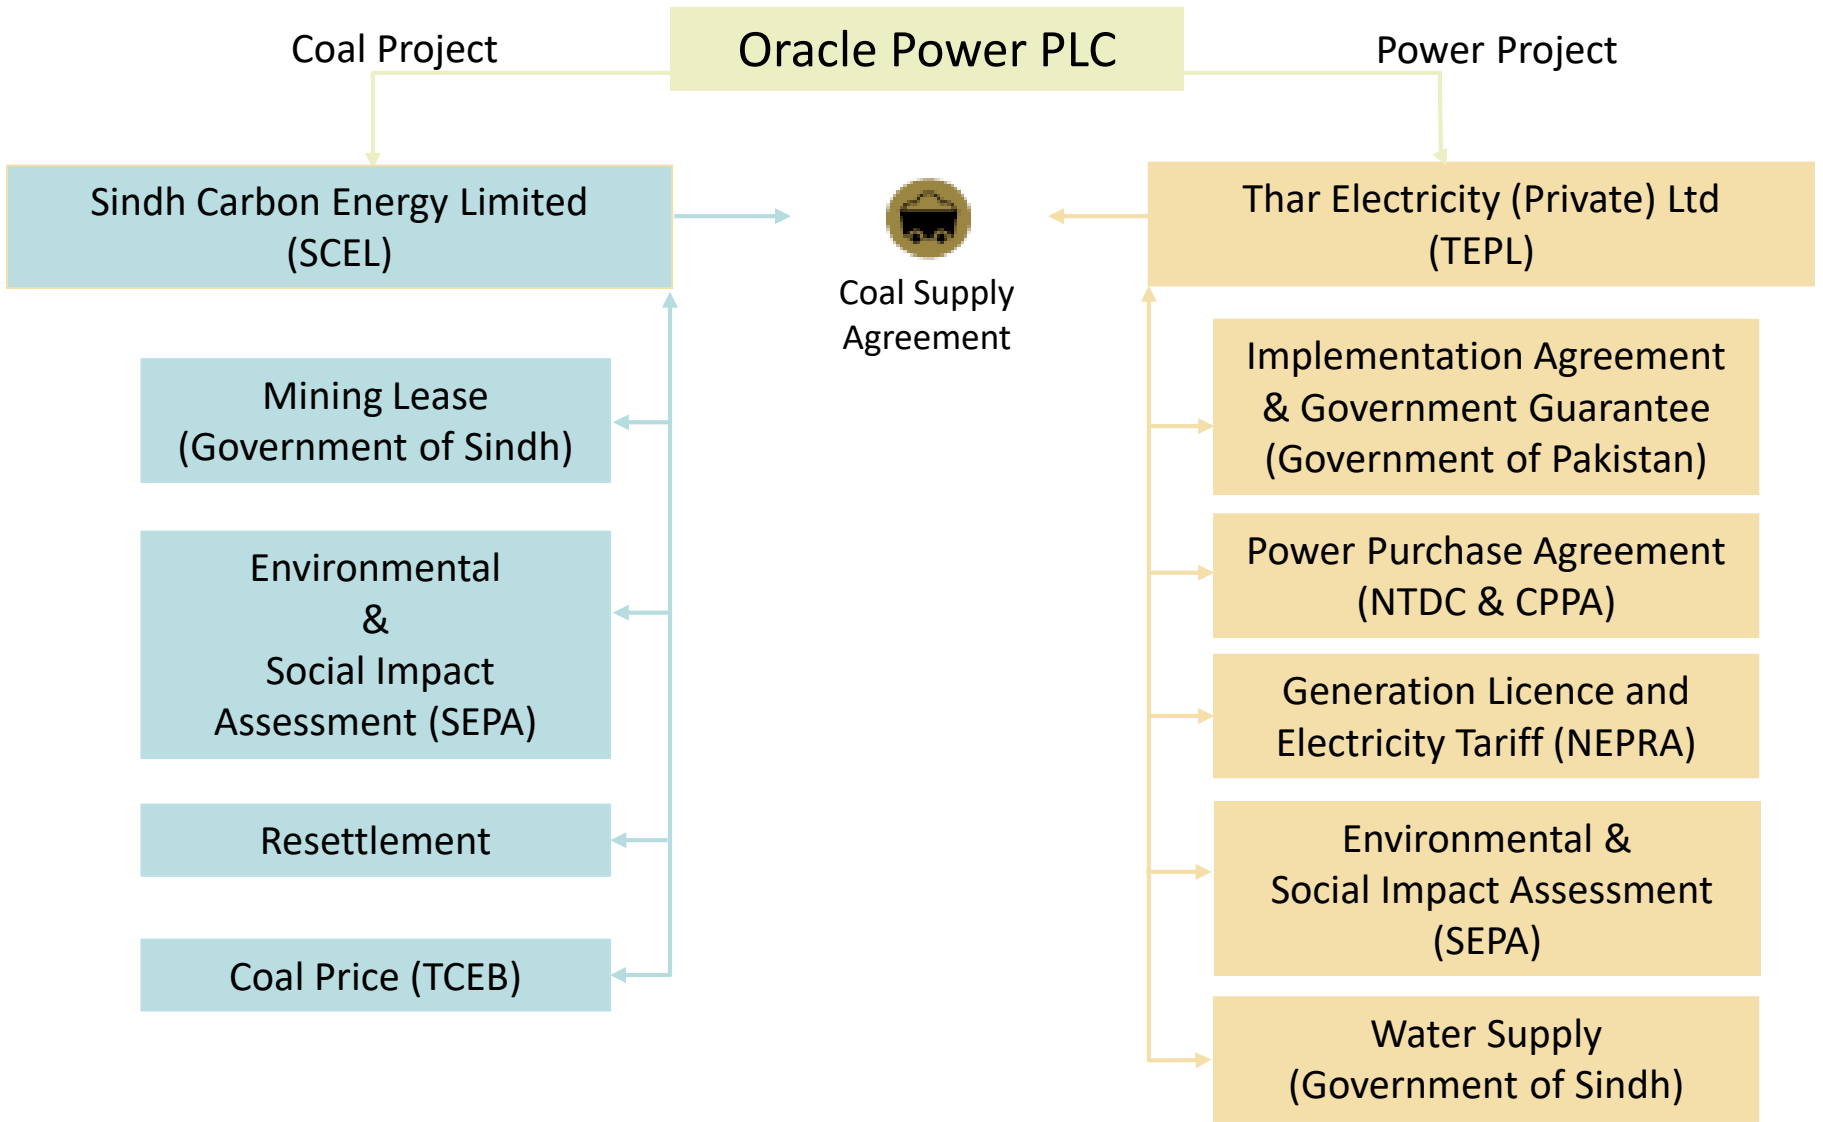 Coal Project
Oracle Power PLC
Power Project
Sindh Carbon Energy Limited
(SCEL)
Thar Electricity (Private) Ltd
(TEPL)
Coal Supply
Agreement
Mining Lease
(Government of Sindh)
Environmental
&
Social Impact
Assessment (SEPA)
Resettlement
Coal Price (TCEB)
Implementation Agreement
& Government Guarantee
(Government of Pakistan)
Power Purchase Agreement
(NTDC & CPPA)
Generation Licence and
Electricity Tariff (NEPRA)
Environmental &
Social Impact Assessment
(SEPA)
Water Supply
(Government of Sindh)